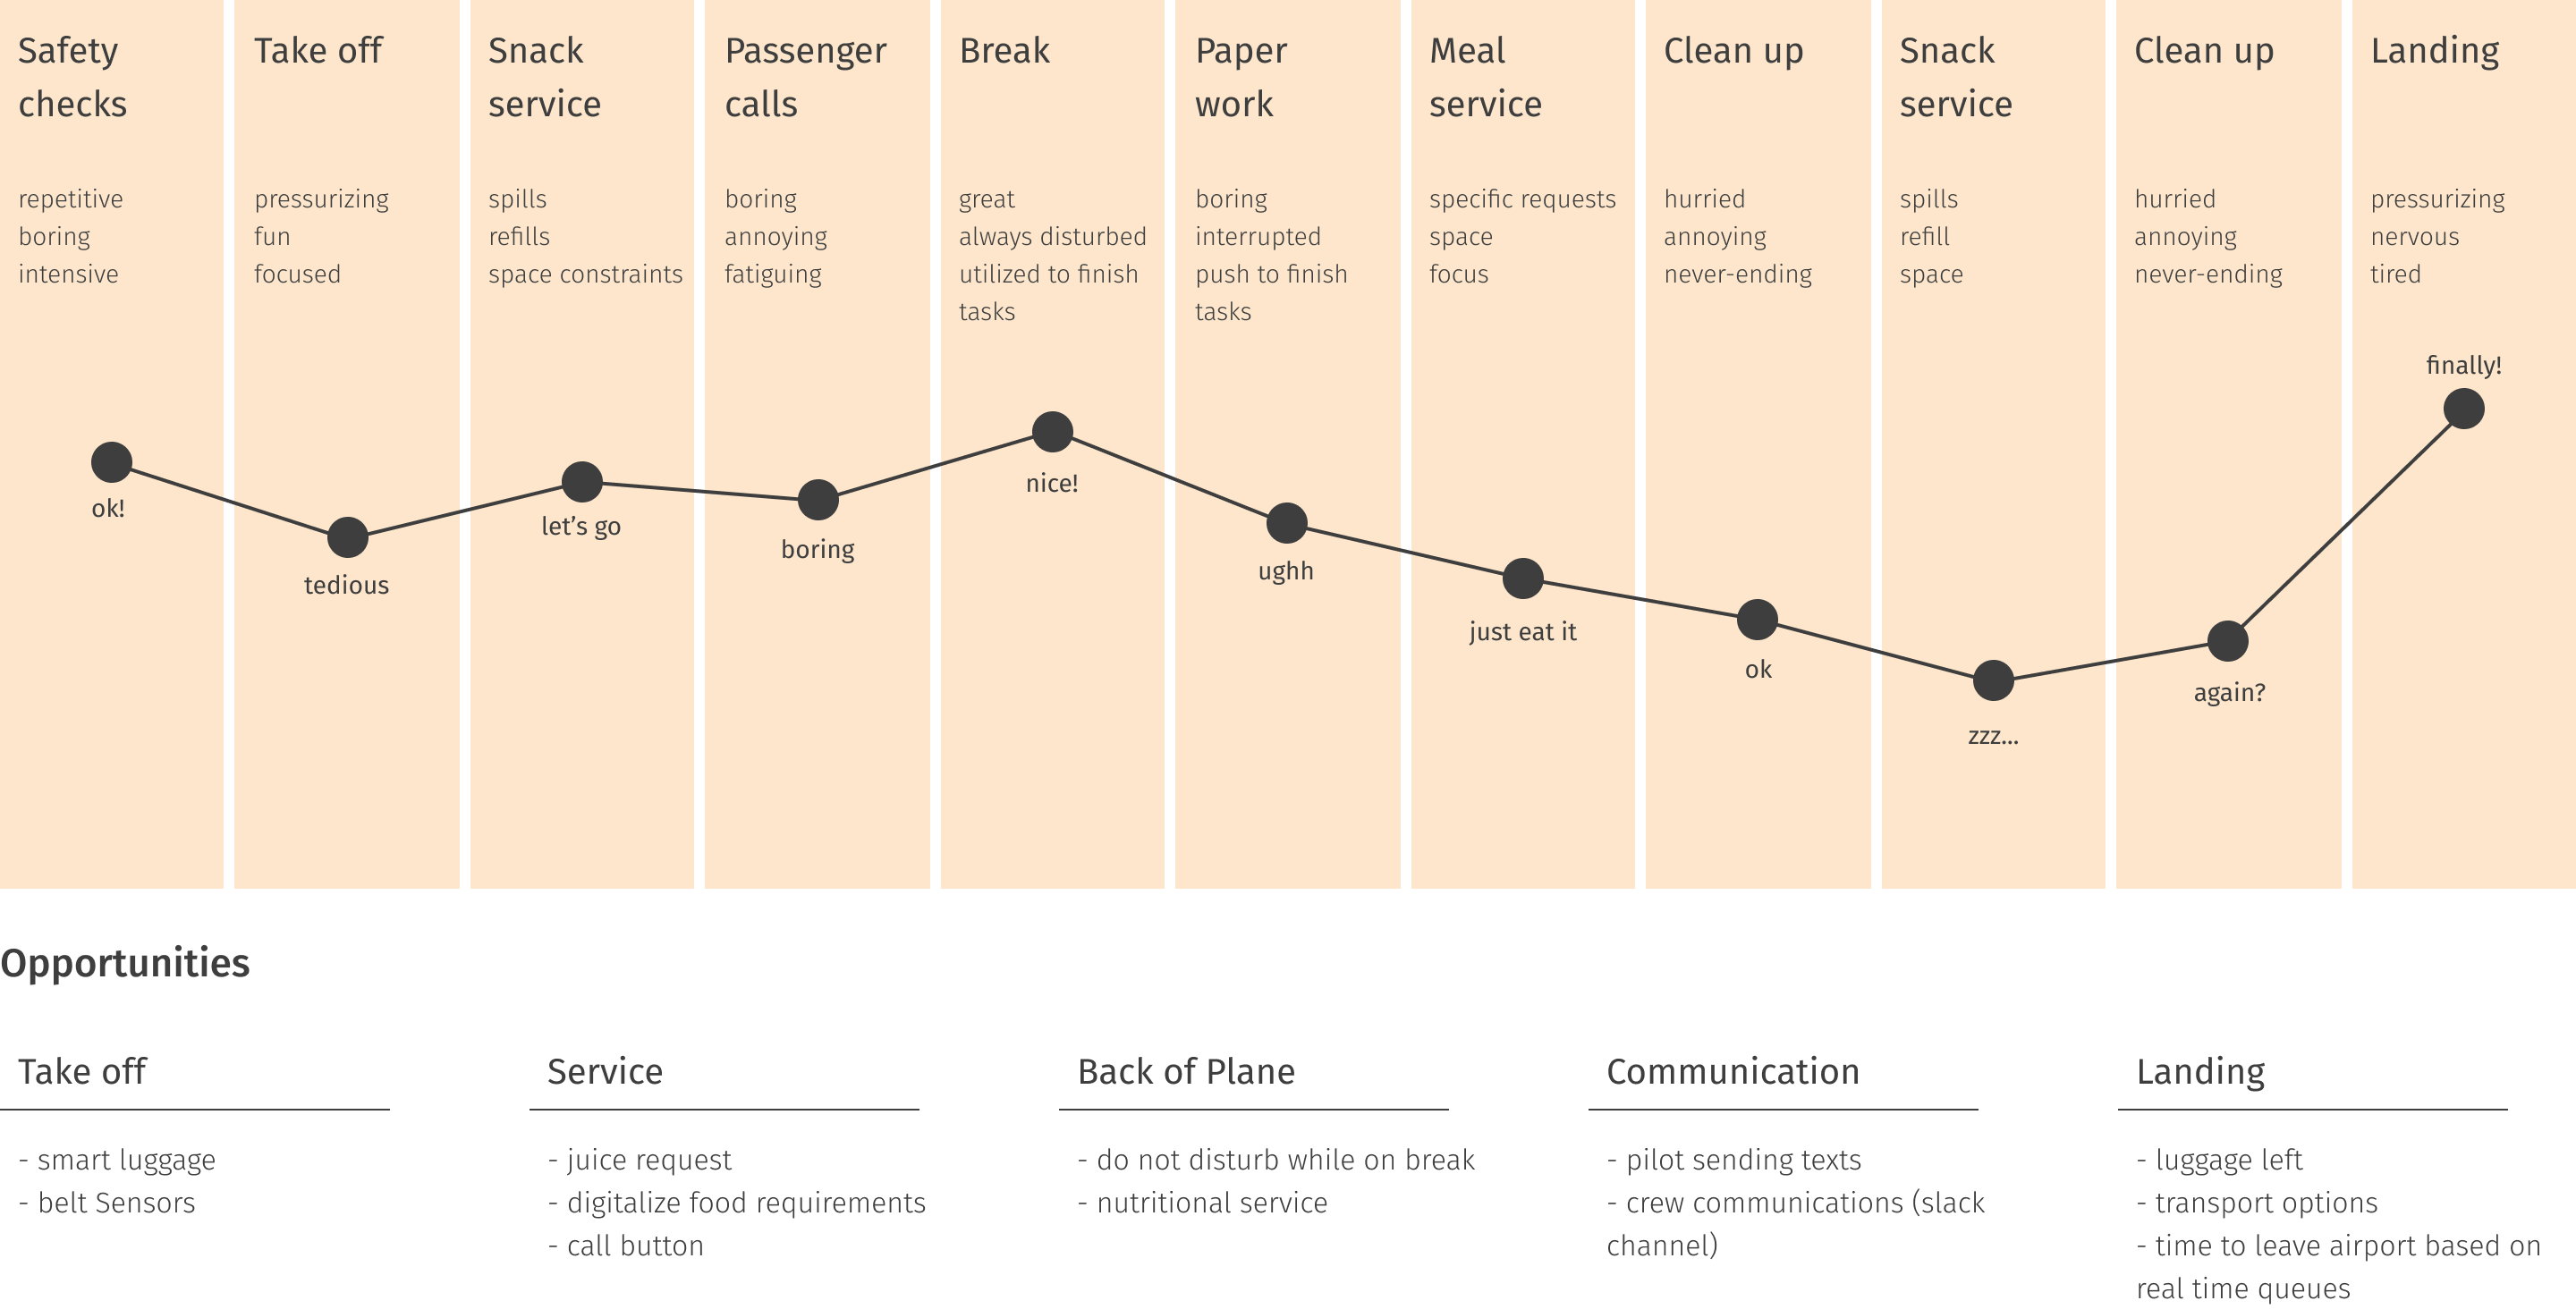 Safety
checks
Take off
Snack
service
Passenger
calls
Break
Paper
work
Meal
service
Clean up
Snack
service
Clean up
Landing
repetitive
boring
intensive
pressurizing
fun
focused
spills
refills
space constraints
boring
annoying
fatiguing
great
always disturbed
utilized to finish
tasks
boring
interrupted
push to finish
tasks
specific requests
space
focus
hurried
annoying
never-ending
spills
refill
space
hurried
annoying
never-ending
pressurizing
nervous
tired
ok!
tedious
let’s go
boring
nice!
ughh
just eat it
ok
zzz...
again?
finally!
Opportunities
Take off
- smart luggage
- belt Sensors
Service
- juice request
- digitalize food requirements
- call button
Back of Plane
- do not disturb while on break
- nutritional service
Communication
- pilot sending texts
- crew communications (slack
channel)
Landing
- luggage left
- transport options
- time to leave airport based on
real time queues